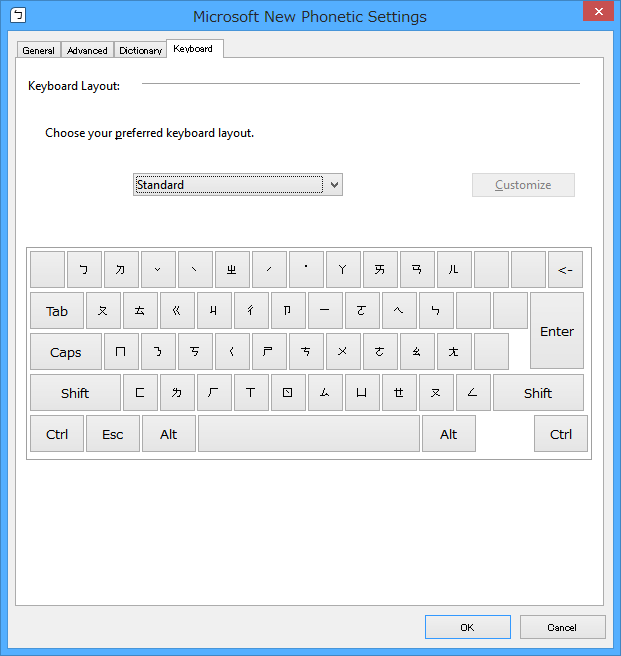 ㄅ
Microsoft New Phonetic Settings
General Advanced Dictionary Keyboard
Keyboard Layout:
Choose your preferred keyboard layout.
Standard Customize
ㄅ ㄉ ˇ ˋ ㄓ ˊ ˙ ㄚ ㄞ ㄢ ㄦ <-
Tab ㄆ ㄊ ㄍ ㄐ ㄔ ㄗ ㄧ ㄛ ㄟ ㄣ Enter
Caps ㄇ ㄋ ㄎ ㄑ ㄕ ㄘ ㄨ ㄜ ㄠ ㄤ
Shift ㄈ ㄌ ㄏ ㄒ ㄖ ㄙ ㄩ ㄝ ㄡ ㄥ Shift
Ctrl Esc Alt Alt Ctrl
OK Cancel